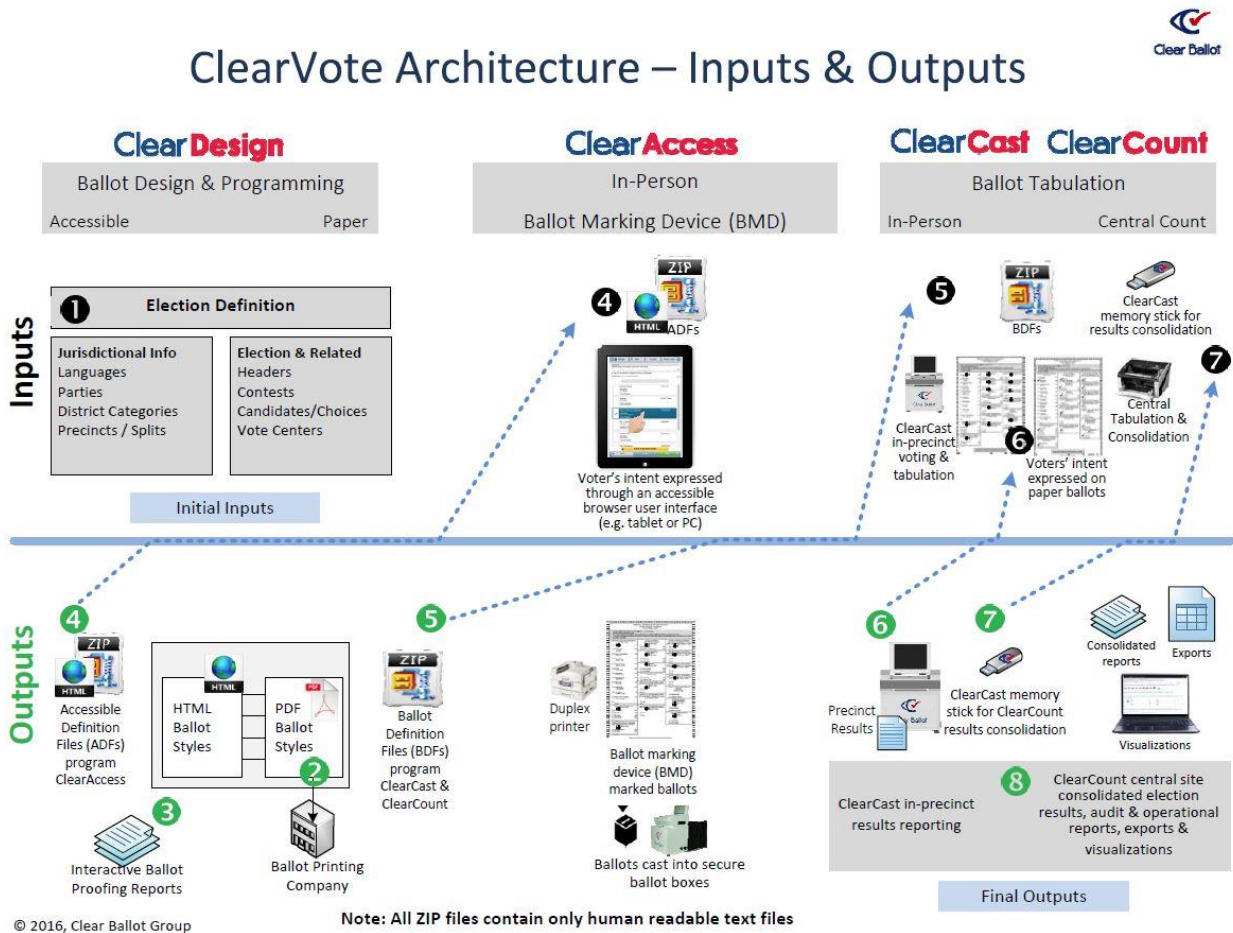 Clear Ballot
ClearVote Architecture – Inputs & Outputs
ClearDesign
Ballot Design & Programming
Accessible
Paper
ClearAccess
In-Person
Ballot Marking Device (BMD)
ClearCast
ClearCount
Ballot Tabulation
In-Person
Central Count
Inputs
1
Election Definition
Jurisdictional Info
Languages
Parties
District Categories
Precincts / Splits
Election & Related
Headers
Contests
Candidates/Choices
Vote Centers
Initial Inputs
4
ZIP
HTML
ADFs
Voter's intent expressed
through an accessible
browser user interface
(e.g. tablet or PC)
5
ZIP
BDFs
ClearCast
memory stick for
results consolidation
7
Clear Ballot
ClearCast
in-precinct
voting &
tabulation
6
Voters' intent
expressed on
paper ballots
Central
Tabulation &
Consolidation
Outputs
4
ZIP
HTML
Accessible
Definition
Files (ADFs)
program
ClearAccess
HTML
HTML
Ballot
Styles
PDF
PDF
Ballot
Styles
2
3
Interactive Ballot
Proofing Reports
Ballot Printing
Company
5
ZIP
Ballot
Definition
Files (BDFs)
program
ClearCast &
ClearCount
Duplex
printer
Ballot marking
device (BMD)
marked ballots
Ballots cast into secure
ballot boxes
6
Precinct
Results
Ballot
7
ClearCast memory
stick for ClearCount
results consolidation
Consolidated
reports
Exports
Visualizations
ClearCast in-precinct
results reporting
8
ClearCount central site
consolidated election
results, audit & operational
reports, exports &
visualizations
Final Outputs
© 2016, Clear Ballot Group
Note: All ZIP files contain only human readable text files